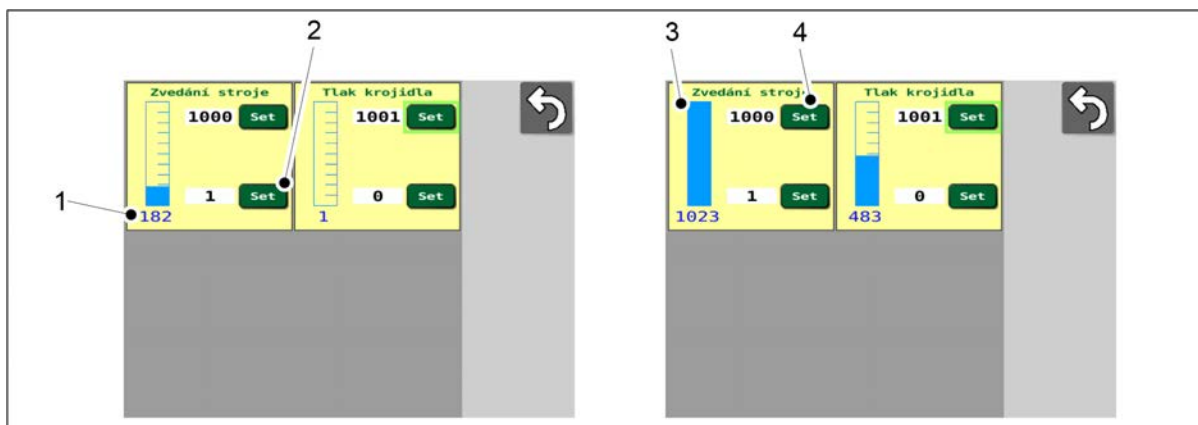 2
3
4
Zvedání stroje
Tlak krojidla
1000 Set
1001 Set
1
1 Set
0 Set
182
1
Zvedání stroje
Tlak krojidla
1000 Set
1001 Set
1 Set
0 Set
1023
483